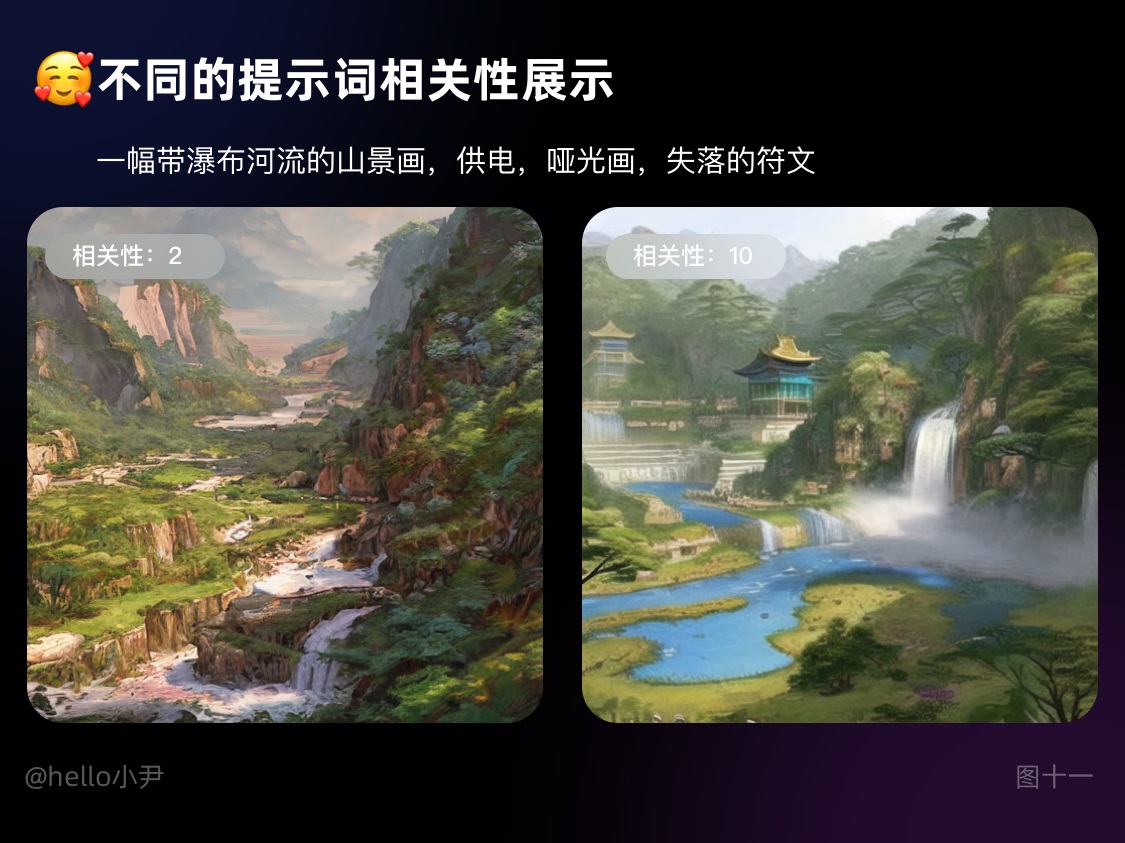 🥰不同的提示词相关性展示
一幅带瀑布河流的山景画，供电，哑光画，失落的符文
相关性：2
相关性：10
@hello小尹
图十一